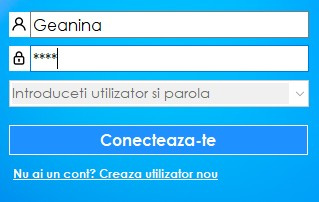 Geanina
****
Introduceti utilizator si parola
Conecteaza-te
Nu ai un cont? Creaza utilizator nou